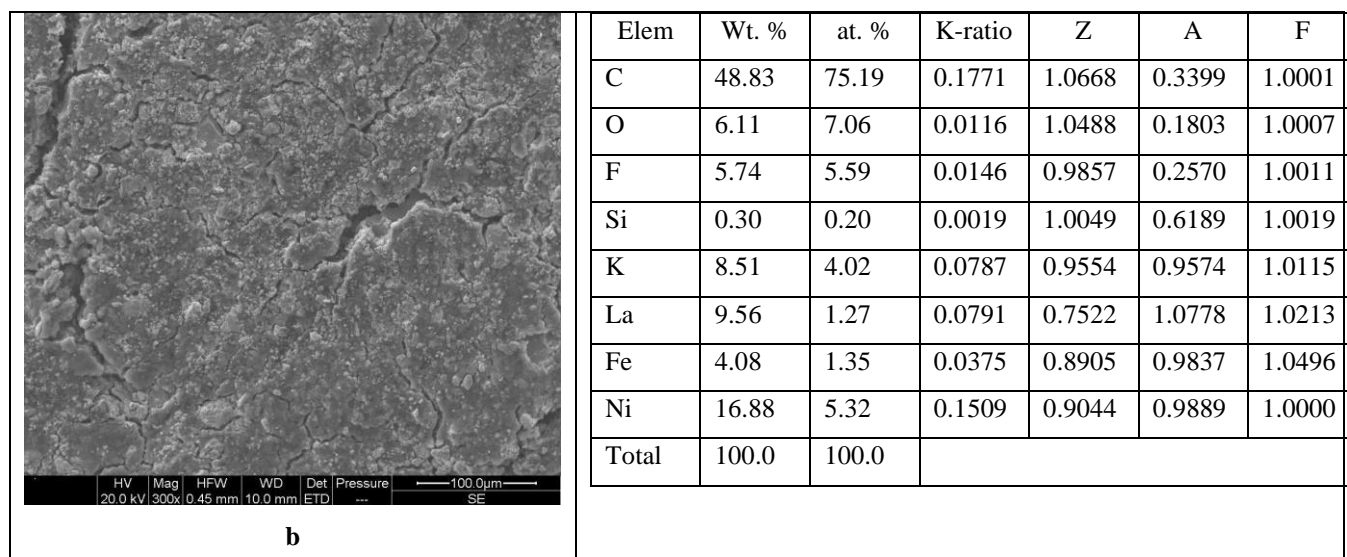 HV Mag HFW WD Det Pressure 100.0µm
20.0 kV 300x 0.45 mm 10.0 mm ETD --- SE
b
Elem Wt. % at. % K-ratio Z A F
C 48.83 75.19 0.1771 1.0668 0.3399 1.0001
O 6.11 7.06 0.0116 1.0488 0.1803 1.0007
F 5.74 5.59 0.0146 0.9857 0.2570 1.0011
Si 0.30 0.20 0.0019 1.0049 0.6189 1.0019
K 8.51 4.02 0.0787 0.9554 0.9574 1.0115
La 9.56 1.27 0.0791 0.7522 1.0778 1.0213
Fe 4.08 1.35 0.0375 0.8905 0.9837 1.0496
Ni 16.88 5.32 0.1509 0.9044 0.9889 1.0000
Total 100.0 100.0